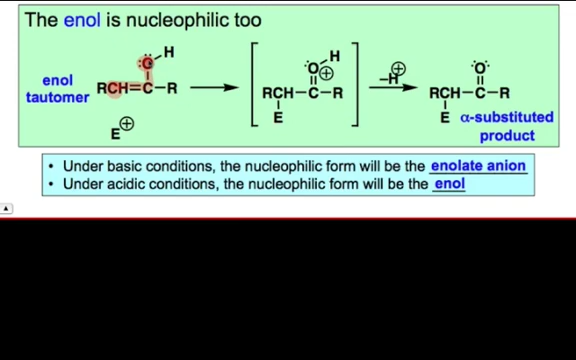 The enol is nucleophilic too
enol
tautomer
RCH=C-R
:O:
H
E⊕
[RCH-C-R]
E
:O⊕
H
-H⊕
RCH-C-R
E
:O:
α-substituted
product
• Under basic conditions, the nucleophilic form will be the enolate anion
• Under acidic conditions, the nucleophilic form will be the enol